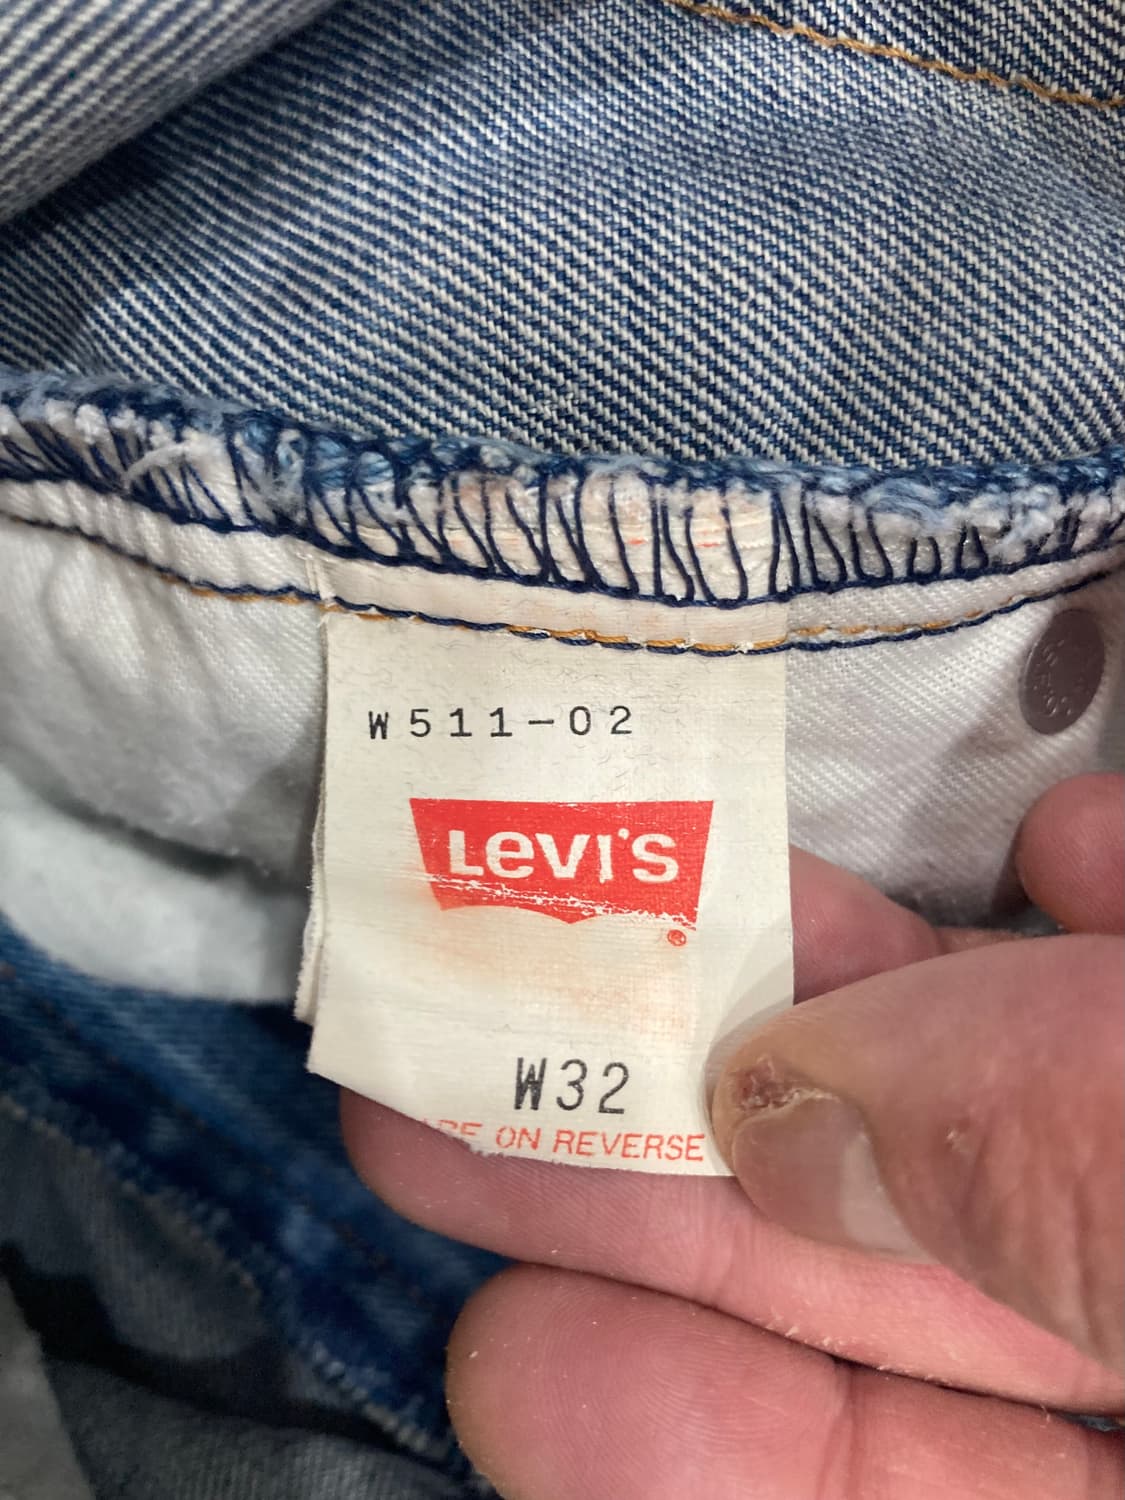 W511-02
LEVI'S
®
W32
ON REVERSE